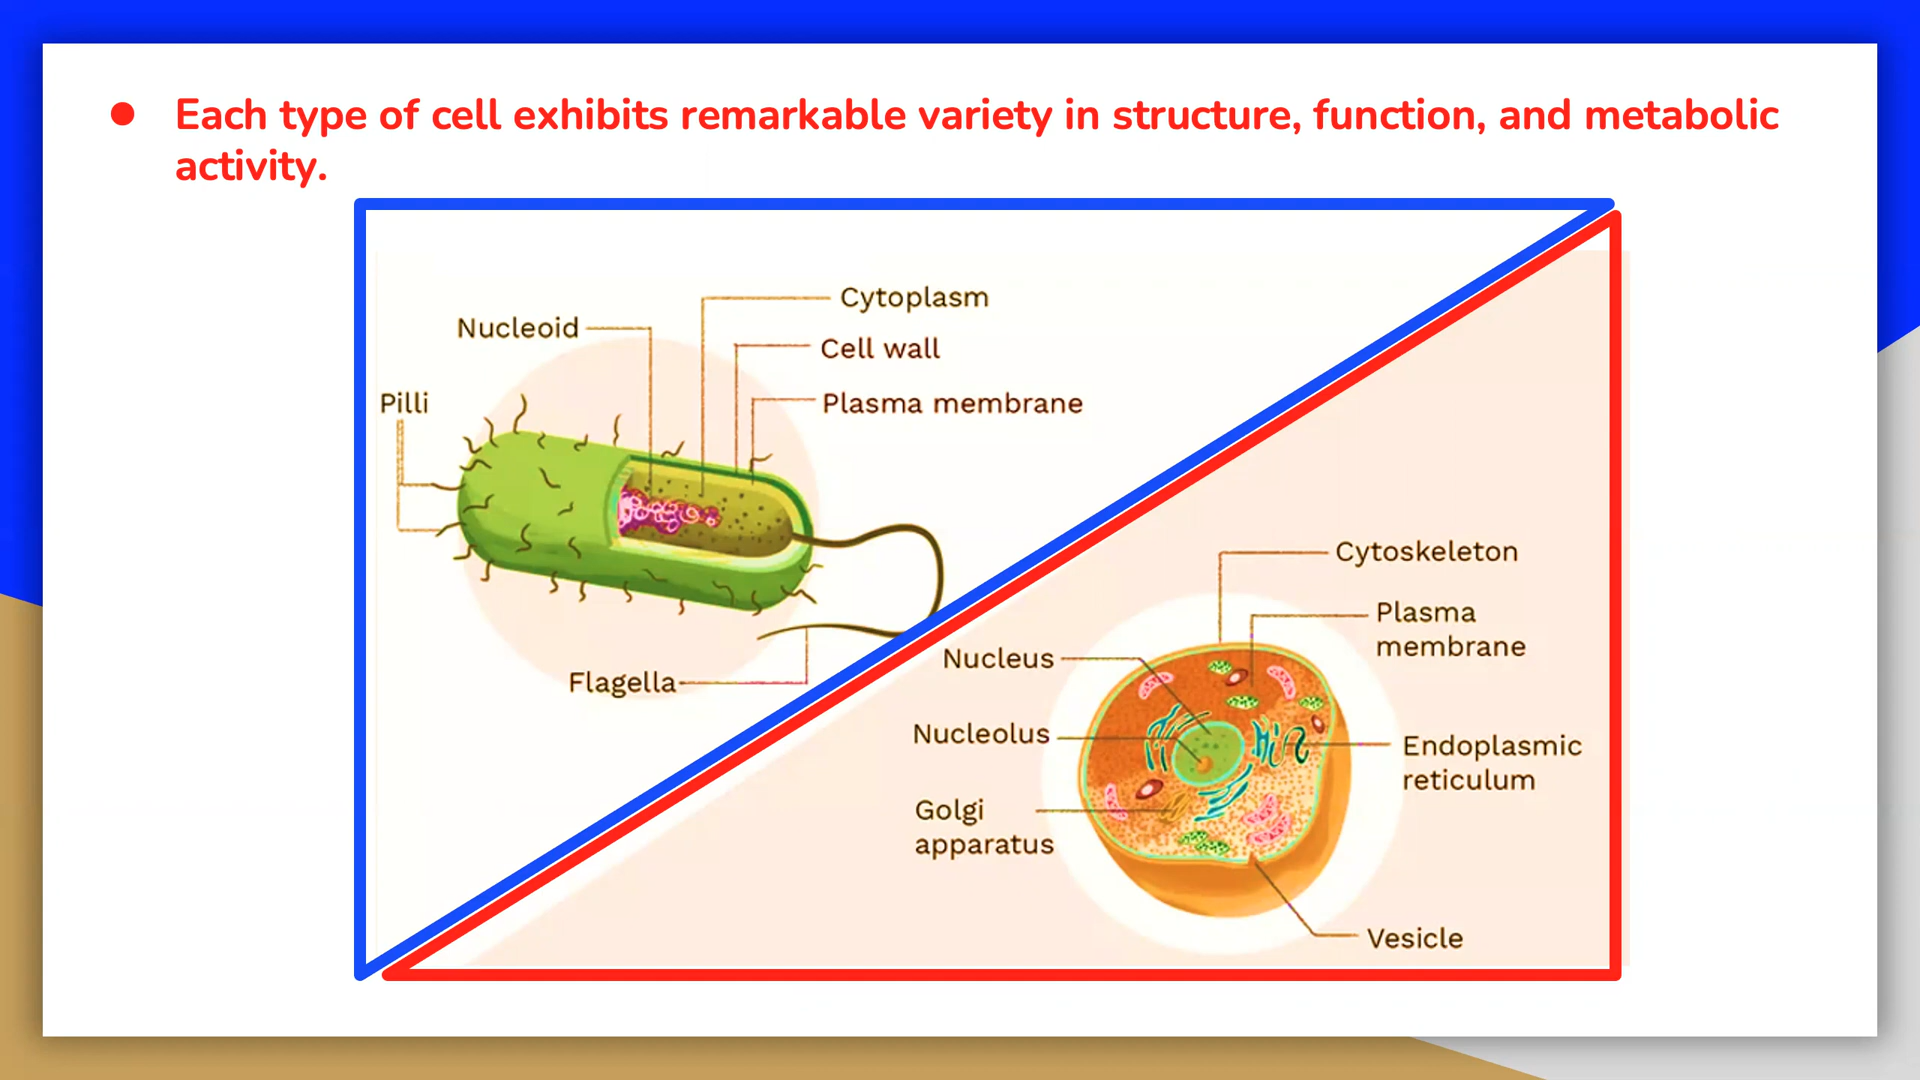 Each type of cell exhibits remarkable variety in structure, function, and metabolic
activity.
Cytoplasm
Nucleoid
Cell wall
Pilli
Plasma membrane
Flagella
Cytoskeleton
Plasma
membrane
Nucleus
Nucleolus
Endoplasmic
reticulum
Golgi
apparatus
Vesicle